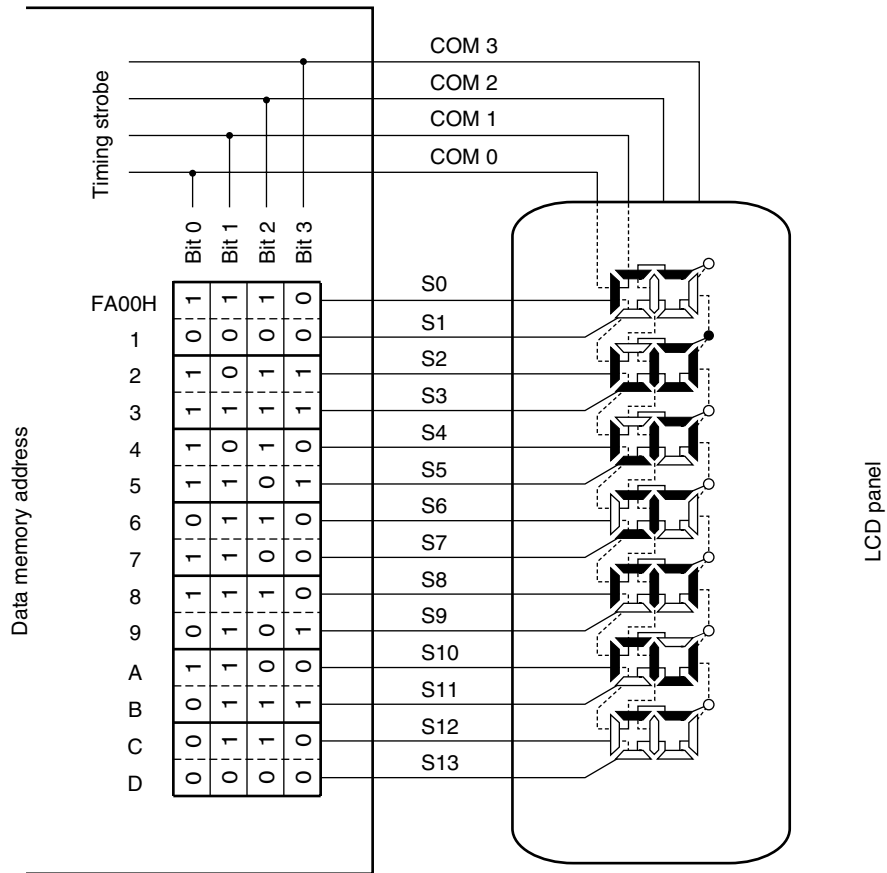 COM 3
COM 2
COM 1
COM 0
Timing strobe
Bit 0
Bit 1
Bit 2
Bit 3
Data memory address
FA00H 1 1 1 0 S0
1 0 0 0 0 S1
2 1 0 1 1 S2
3 1 1 1 1 S3
4 1 0 1 0 S4
5 1 1 0 1 S5
6 0 1 1 0 S6
7 1 1 0 0 S7
8 1 1 1 0 S8
9 0 1 0 1 S9
A 1 1 0 0 S10
B 0 1 1 1 S11
C 0 1 1 0 S12
D 0 0 0 0 S13
LCD panel